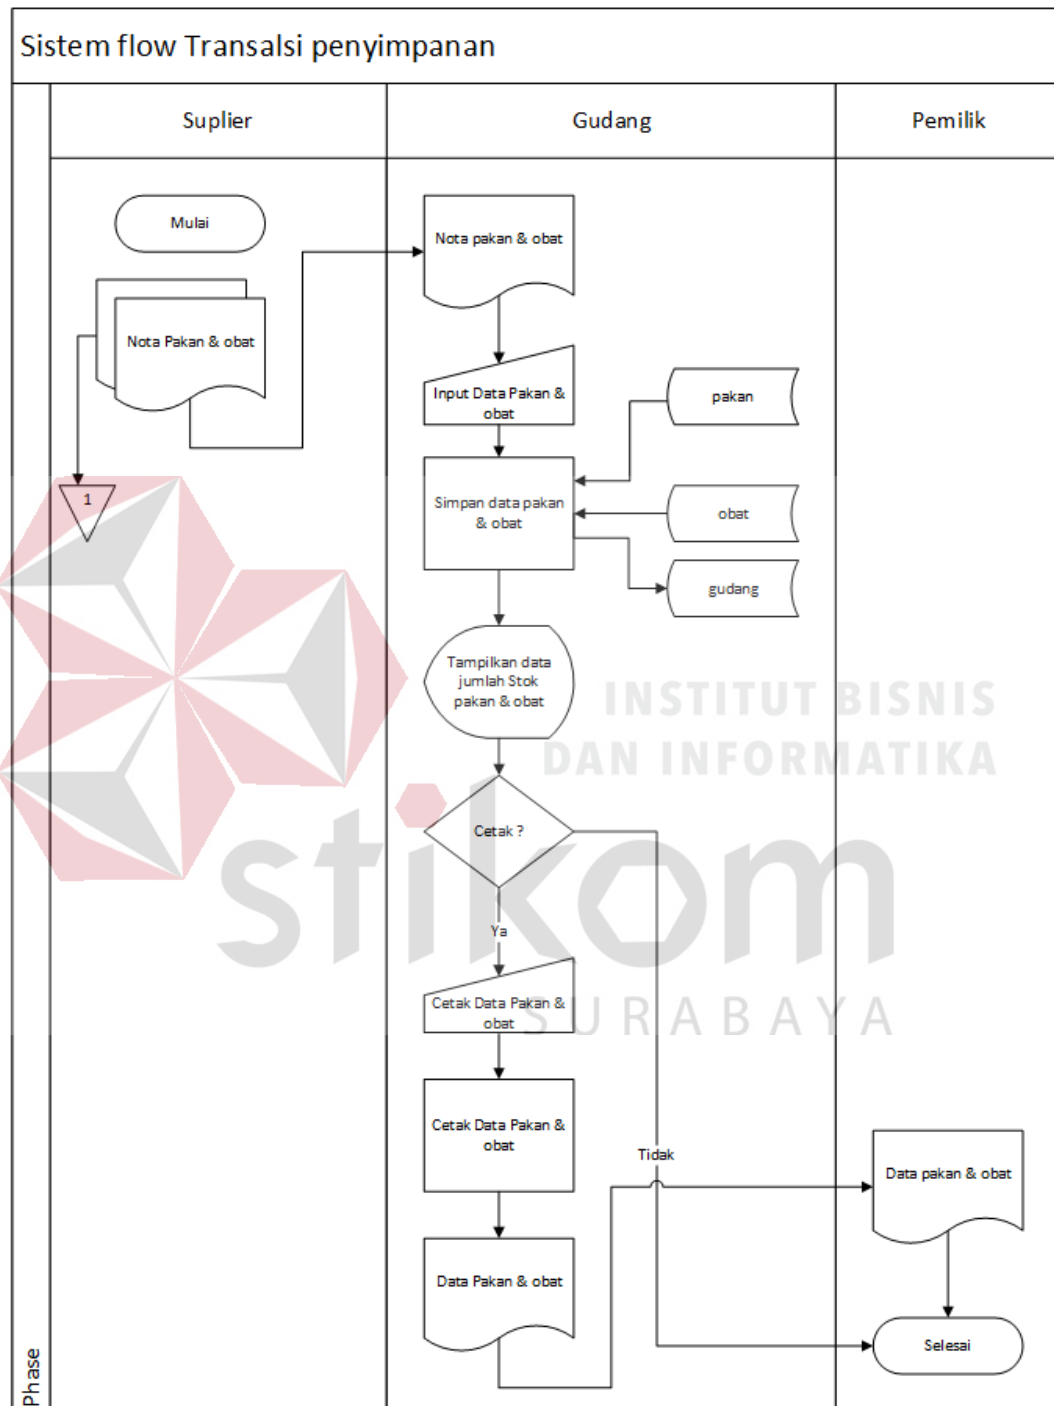 Sistem flow Transalsi penyimpanan
Suplier
Gudang
Pemilik
Mulai
Nota Pakan & obat
1
Nota pakan & obat
Input Data Pakan &
obat
pakan
Simpan data pakan
& obat
obat
gudang
Tampilkan data
jumlah Stok
pakan & obat
INSTITUT BISNIS
DAN INFORMATIKA
Cetak ?
stikom
Ya
Cetak Data Pakan &
obat
SURABAYA
Cetak Data Pakan &
obat
Tidak
Data pakan & obat
Data Pakan & obat
Selesai
Phase